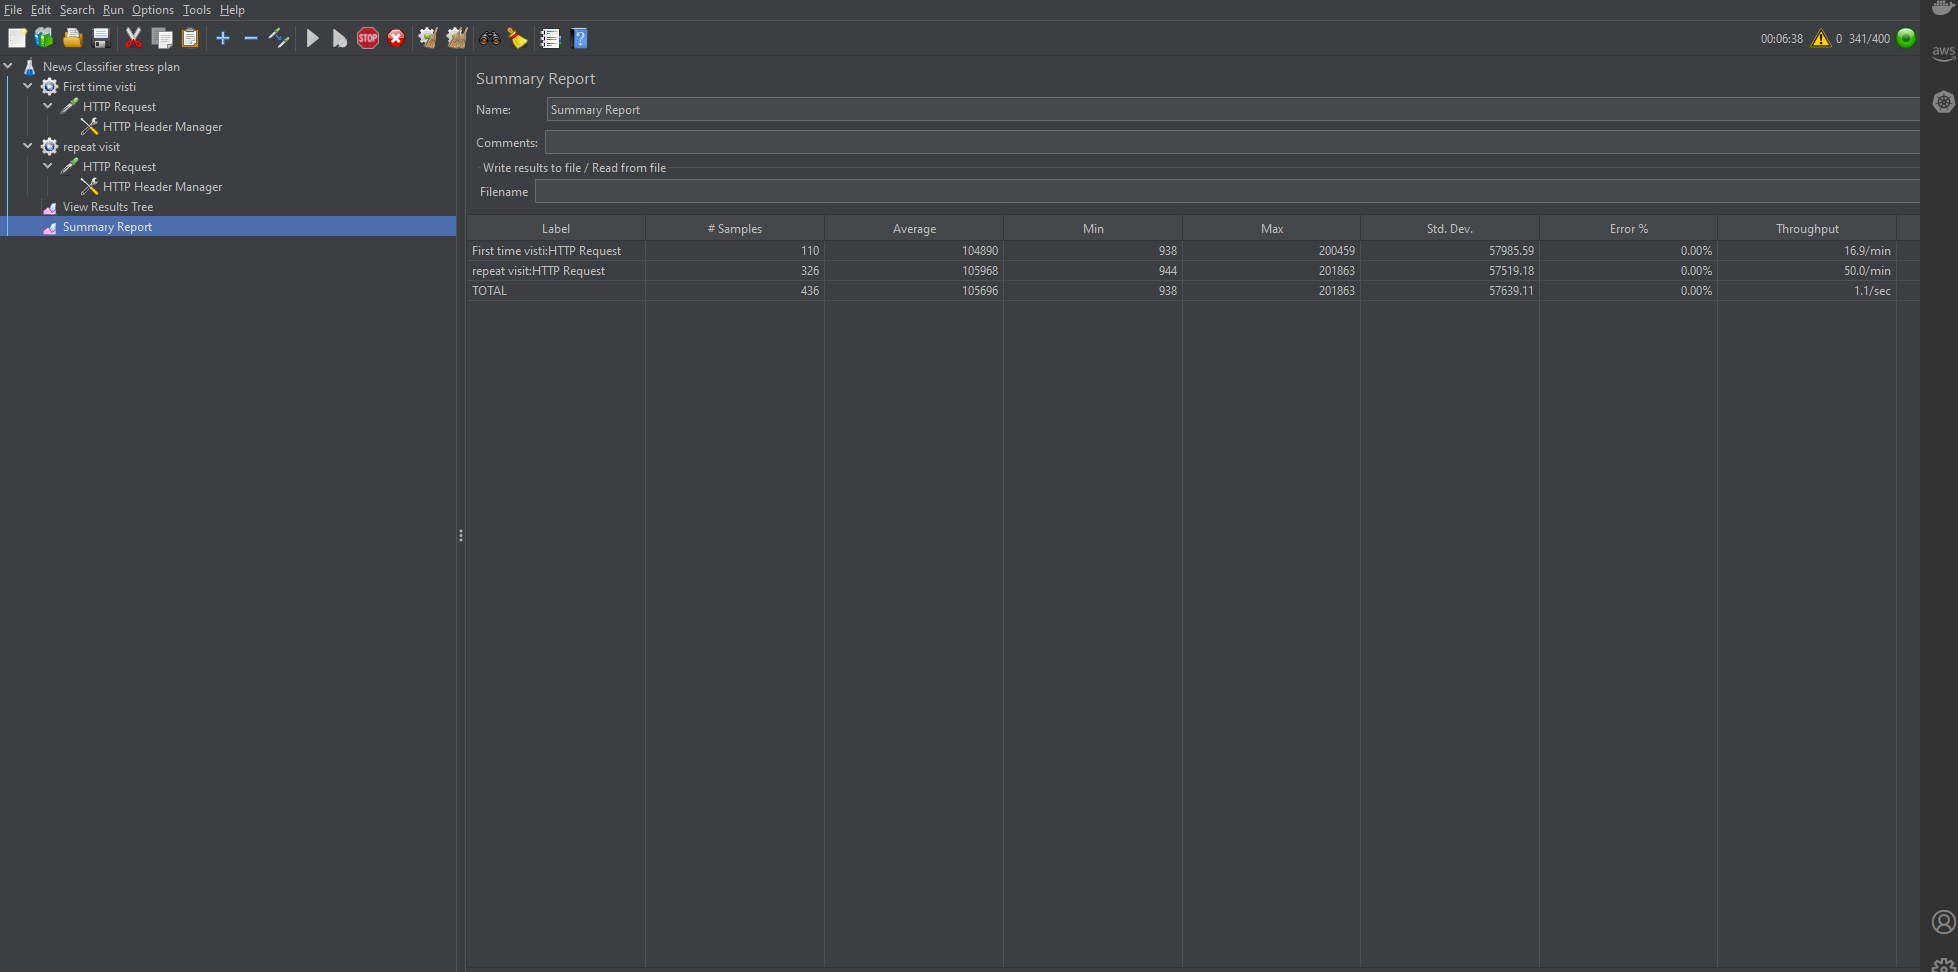 File Edit Search Run Options Tools Help
STOP
?
00:06:38 0 341/400
aws
News Classifier stress plan
First time visti
HTTP Request
HTTP Header Manager
repeat visit
HTTP Request
HTTP Header Manager
View Results Tree
Summary Report
Summary Report
Name: Summary Report
Comments:
Write results to file / Read from file
Filename
Label # Samples Average Min Max Std. Dev. Error % Throughput
First time visti:HTTP Request 110 104890 938 200459 57985.59 0.00% 16.9/min
repeat visit:HTTP Request 326 105968 944 201863 57519.18 0.00% 50.0/min
TOTAL 436 105696 938 201863 57639.11 0.00% 1.1/sec